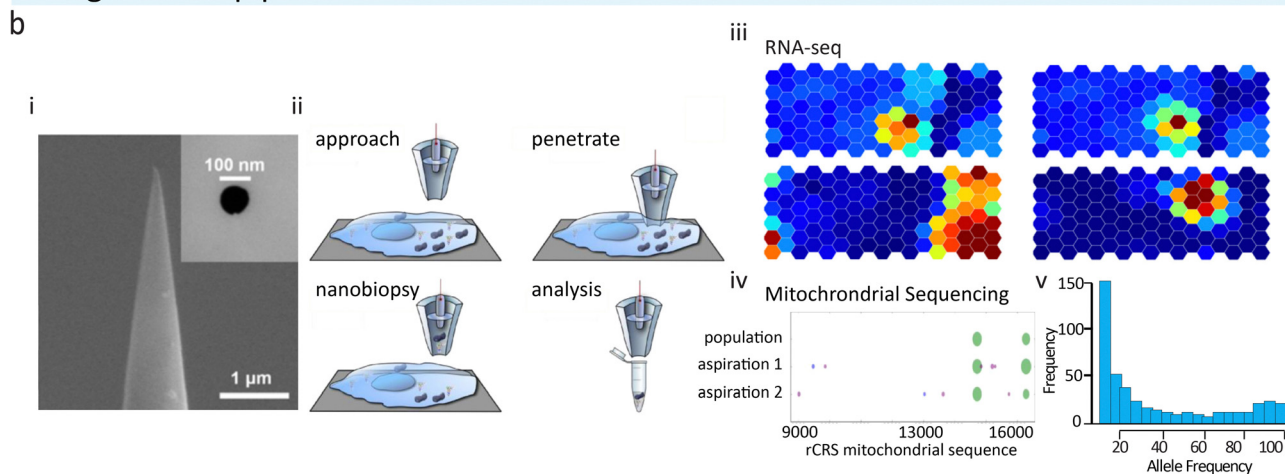 b
i
100 nm
1 µm
ii
approach
penetrate
nanobiopsy
analysis
iii
RNA-seq
iv
Mitochrondrial Sequencing
population
aspiration 1
aspiration 2
9000
13000
16000
rCRS mitochondrial sequence
v
150
100
50
0
Frequency
20
40
60
80
100
Allele Frequency